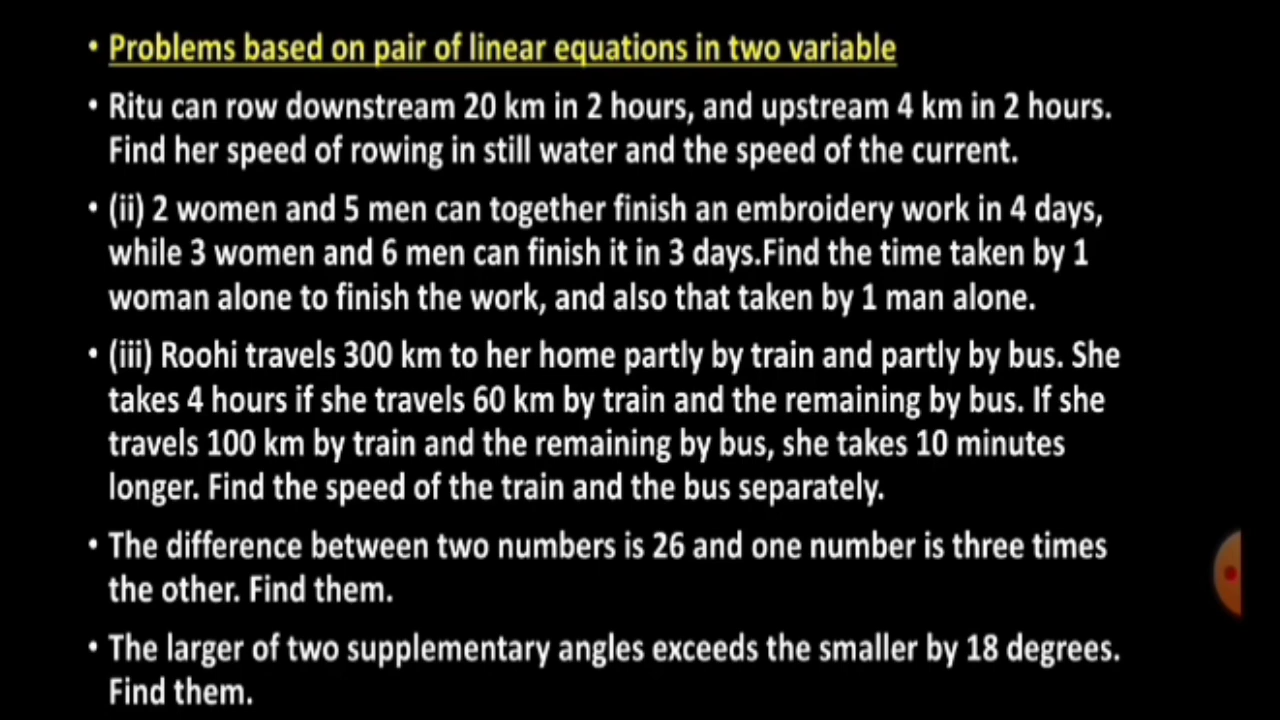 • Problems based on pair of linear equations in two variable
• Ritu can row downstream 20 km in 2 hours, and upstream 4 km in 2 hours.
Find her speed of rowing in still water and the speed of the current.
• (ii) 2 women and 5 men can together finish an embroidery work in 4 days,
while 3 women and 6 men can finish it in 3 days.Find the time taken by 1
woman alone to finish the work, and also that taken by 1 man alone.
• (iii) Roohi travels 300 km to her home partly by train and partly by bus. She
takes 4 hours if she travels 60 km by train and the remaining by bus. If she
travels 100 km by train and the remaining by bus, she takes 10 minutes
longer. Find the speed of the train and the bus separately.
• The difference between two numbers is 26 and one number is three times
the other. Find them.
• The larger of two supplementary angles exceeds the smaller by 18 degrees.
Find them.